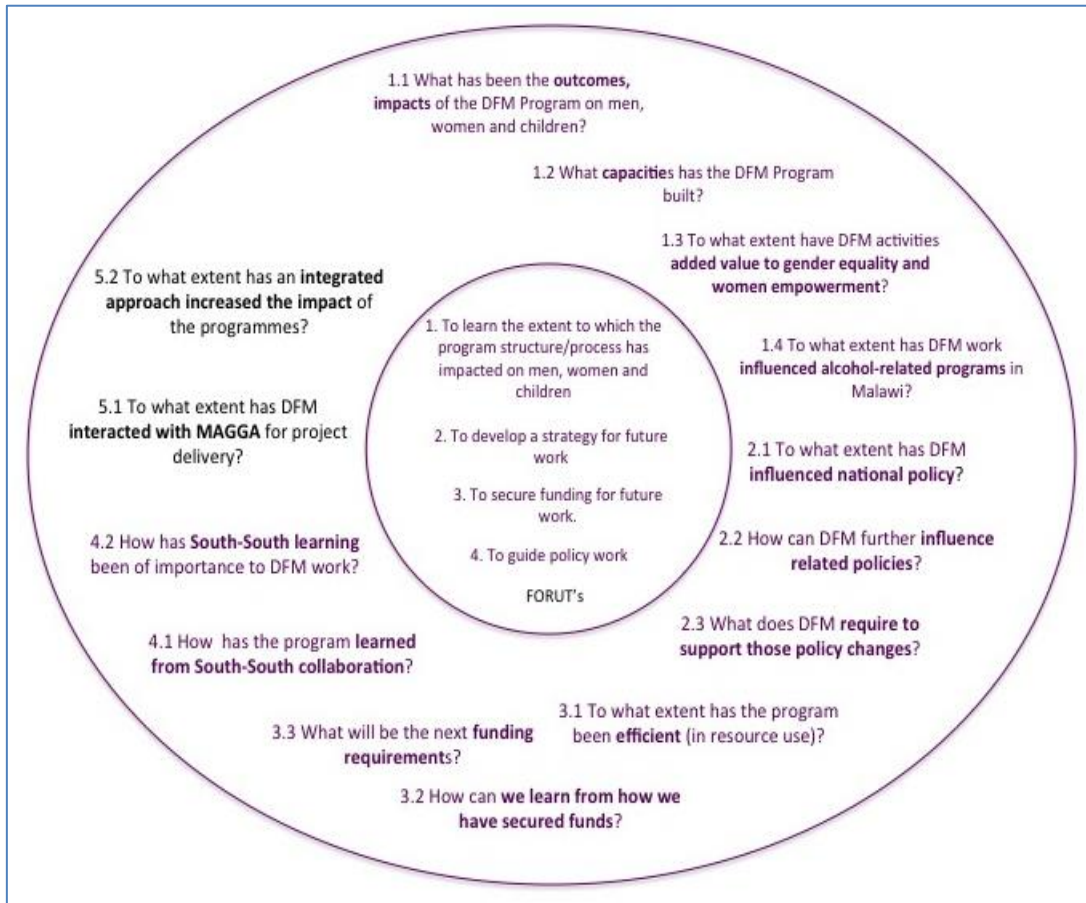 1.1 What has been the outcomes,
impacts of the DFM Program on men,
women and children?
1.2 What capacities has the DFM Program
built?
1.3 To what extent have DFM activities
added value to gender equality and
women empowerment?
1.4 To what extent has DFM work
influenced alcohol-related programs in
Malawi?
2.1 To what extent has DFM
influenced national policy?
2.2 How can DFM further influence
related policies?
2.3 What does DFM require to
support those policy changes?
3.1 To what extent has the program
been efficient (in resource use)?
3.2 How can we learn from how we
have secured funds?
3.3 What will be the next funding
requirements?
4.1 How has the program learned
from South-South collaboration?
4.2 How has South-South learning
been of importance to DFM work?
5.1 To what extent has DFM
interacted with MAGGA for project
delivery?
5.2 To what extent has an integrated
approach increased the impact of
the programmes?
1. To learn the extent to which the
program structure/process has
impacted on men, women and
children
2. To develop a strategy for future
work
3. To secure funding for future
work.
4. To guide policy work
FORUT's